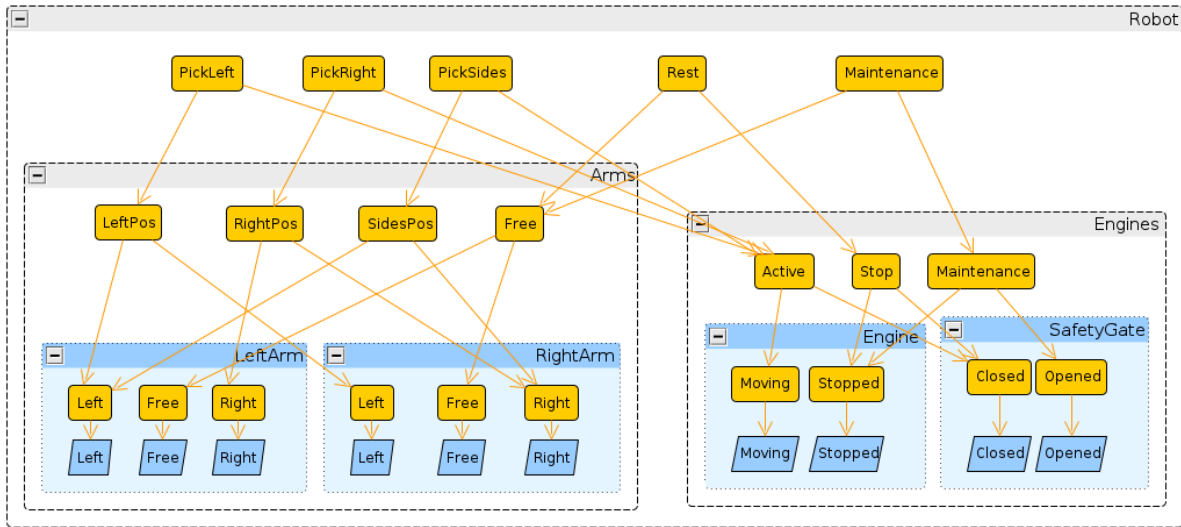 Robot
PickLeft
PickRight
PickSides
Rest
Maintenance
Arms
LeftPos
RightPos
SidesPos
Free
Engines
Active
Stop
Maintenance
LeftArm
RightArm
Engine
SafetyGate
Left
Free
Right
Left
Free
Right
Moving
Stopped
Closed
Opened
Left
Free
Right
Left
Free
Right
Moving
Stopped
Closed
Opened